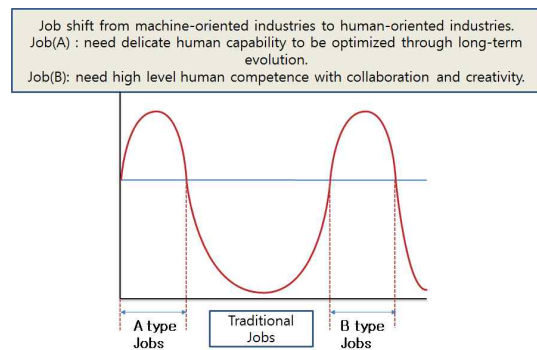 Job shift from machine-oriented industries to human-oriented industries.
Job(A) : need delicate human capability to be optimized through long-term
evolution.
Job(B): need high level human competence with collaboration and creativity.
A type
Jobs
Traditional
Jobs
B type
Jobs